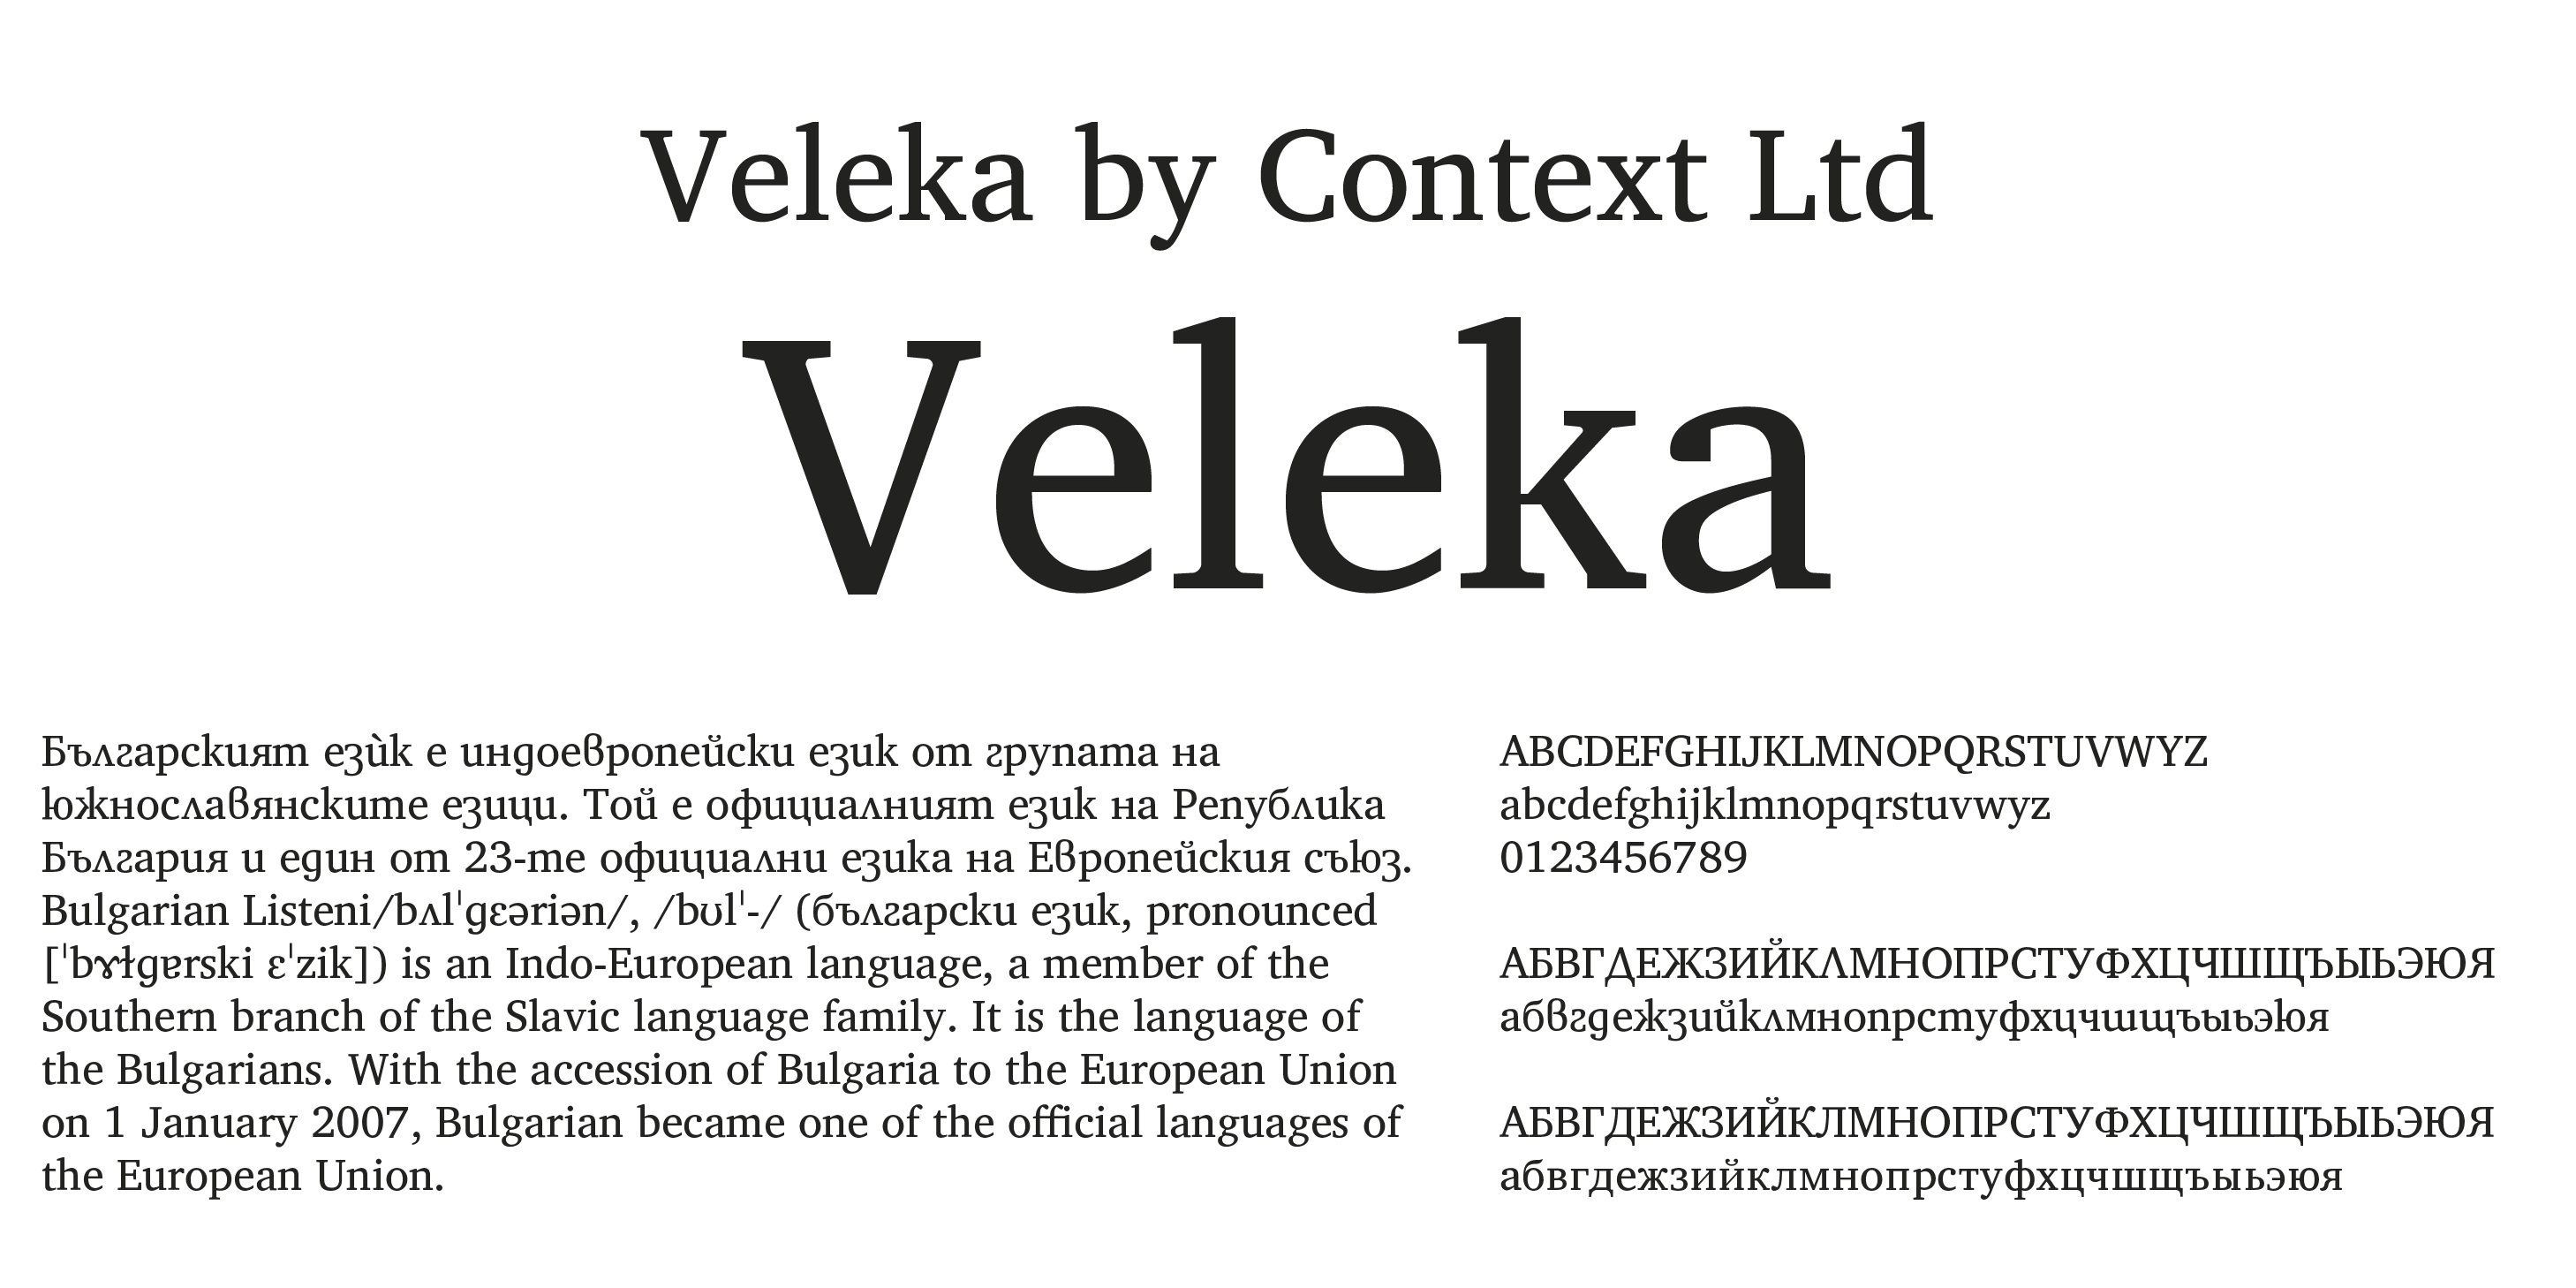 Veleka by Context Ltd
Veleka
Българският езѝк е индоевропейски език от групата на
южнославянските езици. Той е официалният език на Република
България и един от 23-те официални езика на Европейския съюз.
Bulgarian Listeni/bʌlˈɡɛəriən/, /bʊlˈ-/ (български език, pronounced
[ˈbɤɫɡɐrski ɛˈzik]) is an Indo-European language, a member of the
Southern branch of the Slavic language family. It is the language of
the Bulgarians. With the accession of Bulgaria to the European Union
on 1 January 2007, Bulgarian became one of the official languages of
the European Union.
ABCDEFGHIJKLMNOPQRSTUVWYZ
abcdefghijklmnopqrstuvwyz
0123456789
АБВГДЕЖЗИЙКЛМНОПРСТУФХЦЧШЩЪЫЬЭЮЯ
абвгдежзийклмнопрстуфхцчшщъыьэюя
АБВГДЕЖЗИЙКЛМНОПРСТУФХЦЧШЩЪЫЬЭЮЯ
абвгдежзийклмнопрстуфхцчшщъыьэюя